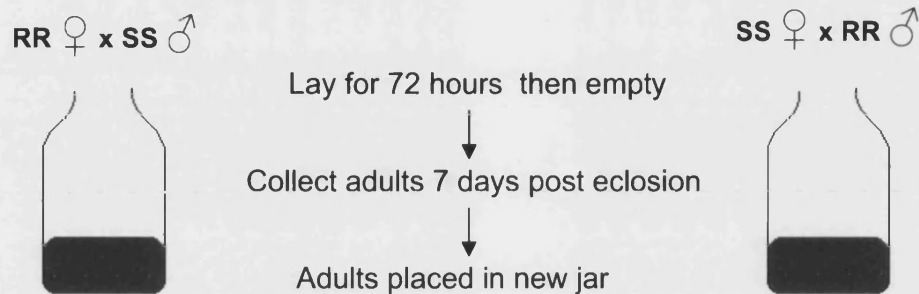 RR ♀ x SS ♂
SS ♀ x RR ♂
Lay for 72 hours then empty
Collect adults 7 days post eclosion
Adults placed in new jar